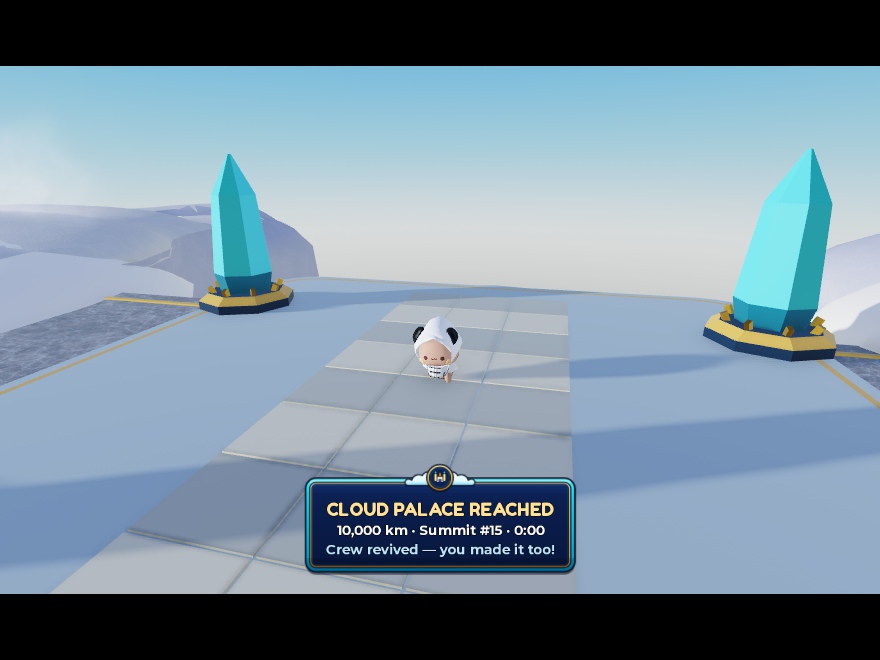 CLOUD PALACE REACHED
10,000 km · Summit #15 · 0:00
Crew revived — you made it too!